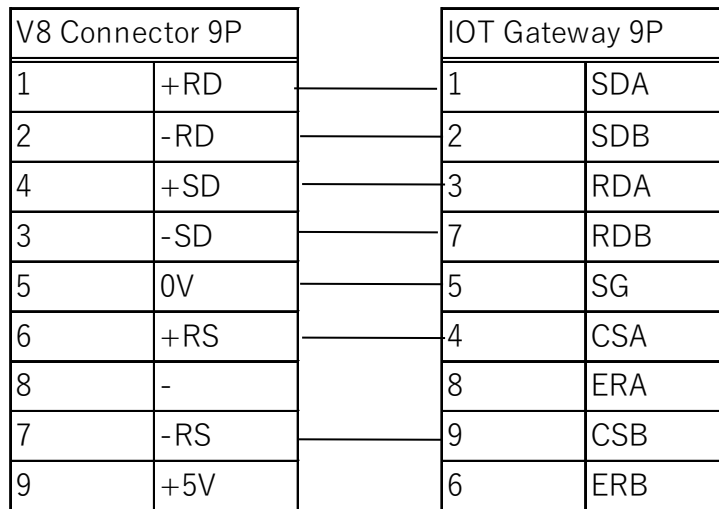 V8 Connector 9P IOT Gateway 9P
1 +RD 1 SDA
2 -RD 2 SDB
4 +SD 3 RDA
3 -SD 7 RDB
5 0V 5 SG
6 +RS 4 CSA
8 - 8 ERA
7 -RS 9 CSB
9 +5V 6 ERB